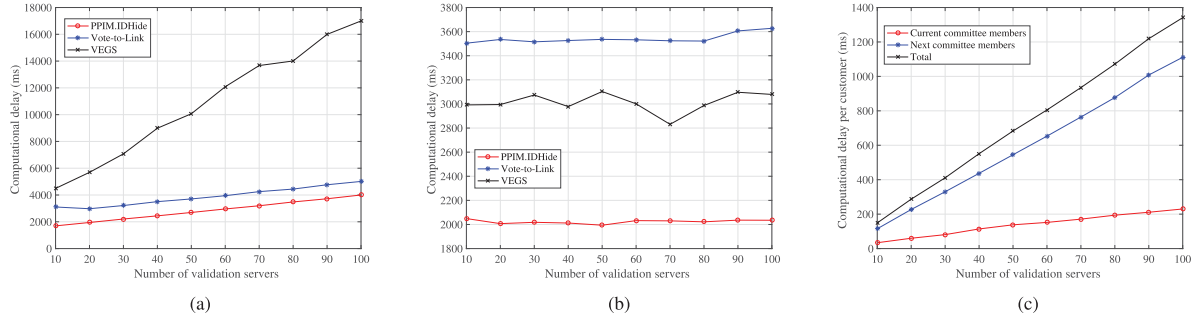 18000
16000
14000
12000
10000
8000
6000
4000
2000
0
Computational delay (ms)
PPIM.IDHide
Vote-to-Link
VEGS
10 20 30 40 50 60 70 80 90 100
Number of validation servers
(a)
3800
3600
3400
3200
3000
2800
2600
2400
2200
2000
1800
Computational delay (ms)
PPIM.IDHide
Vote-to-Link
VEGS
10 20 30 40 50 60 70 80 90 100
Number of validation servers
(b)
1400
1200
1000
800
600
400
200
0
Computational delay per customer (ms)
Current committee members
Next committee members
Total
10 20 30 40 50 60 70 80 90 100
Number of validation servers
(c)